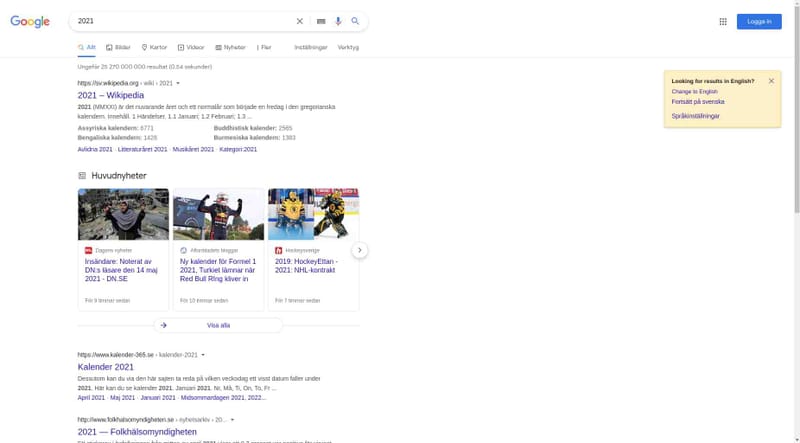 Google
2021
Logga in
Allt
Bilder
Kartor
Videor
Nyheter
Fler
Inställningar
Verktyg
Ungefär 25 270 000 000 resultat (0,64 sekunder)
https://sv.wikipedia.org › wiki › 2021
2021 – Wikipedia
2021 (MMXXI) är det nuvarande året och ett normalår som började en fredag i den gregorianska
kalendern. Innehåll. 1 Händelser. 1.1 Januari; 1.2 Februari; 1.3 ...
Assyriska kalendern: 6771
Buddhistisk kalender: 2565
Bengaliska kalendern: 1428
Burmesiska kalendern: 1383
Avlidna 2021 · Litteraturåret 2021 · Musikåret 2021 · Kategori:2021
Looking for results in English?
Change to English
Fortsätt på svenska
Språkinställningar
Huvudnyheter
Dagens nyheter
Insändare: Noterat av
DN:s läsare den 14 maj
2021 - DN.SE
För 9 timmar sedan
Aftonbladets bloggar
Ny kalender för Formel 1
2021, Turkiet lämnar när
Red Bull Ring kliver in
För 10 timmar sedan
Hockeysverige
2019: HockeyEttan -
2021: NHL-kontrakt
För 7 timmar sedan
Visa alla
https://www.kalender-365.se › kalender-2021
Kalender 2021
Dessutom kan du via den här sajten ta reda på vilken veckodag ett visst datum faller under
2021. Här kan du se kalender 2021. Januari 2021. Nr, Må, Ti, On, To, Fr ...
April 2021 · Maj 2021 · Januari 2021 · Midsommardagen 2021, 2022...
http://www.folkhalsomyndigheten.se › nyhetsarkiv › 20...
2021 — Folkhälsomyndigheten